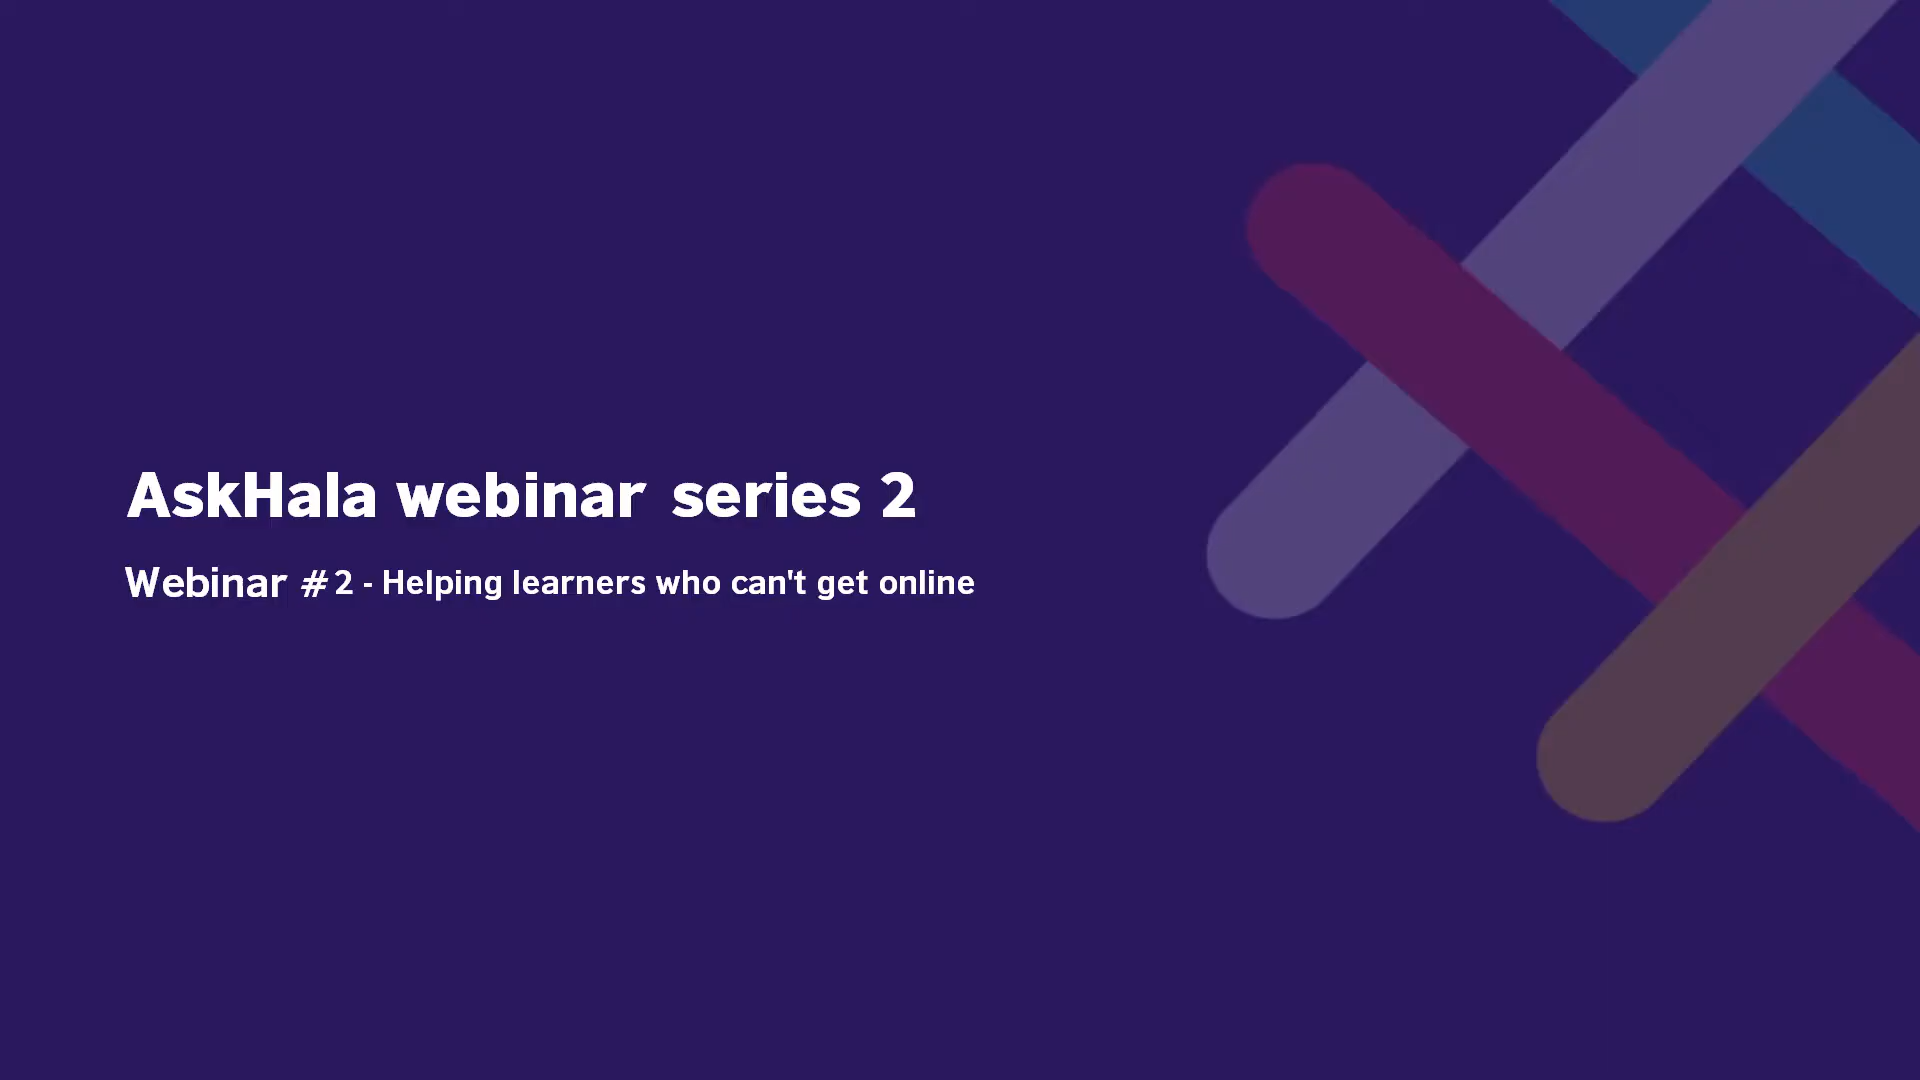 AskHala webinar series 2
Webinar #2 - Helping learners who can't get online